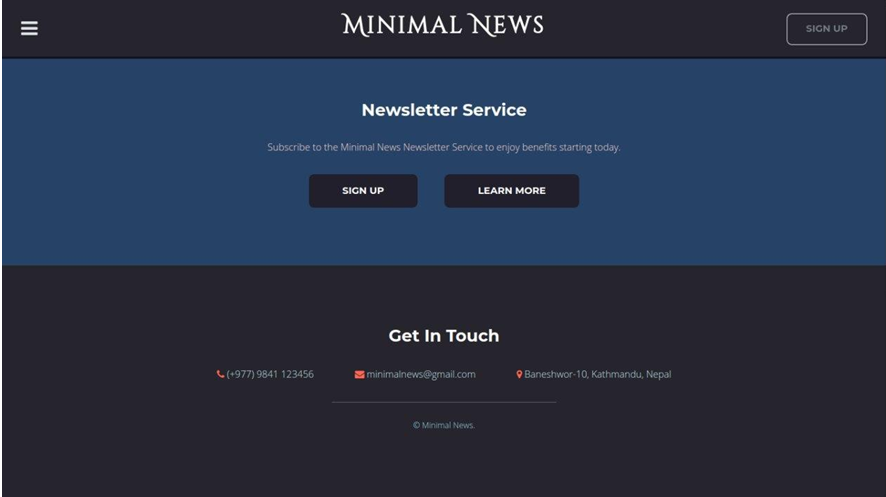 Minimal News
SIGN UP
Newsletter Service
Subscribe to the Minimal News Newsletter Service to enjoy benefits starting today.
SIGN UP
LEARN MORE
Get In Touch
(+977) 9841 123456
minimalnews@gmail.com
Baneshwor-10, Kathmandu, Nepal
© Minimal News.